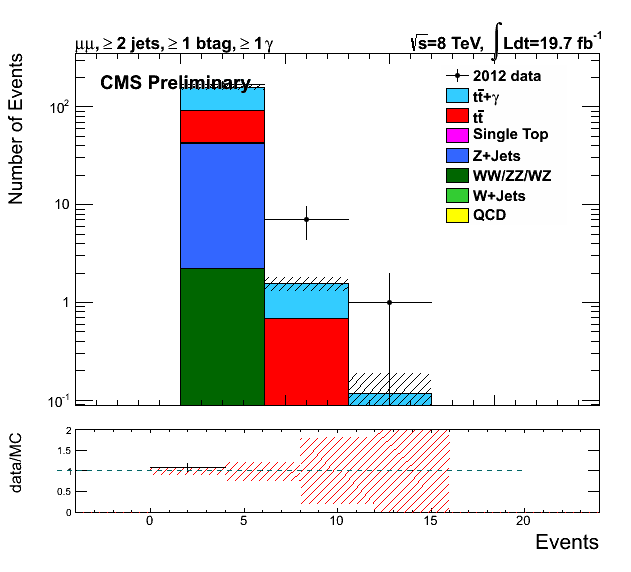 μμ, ≥ 2 jets, ≥ 1 btag, ≥ 1 γ
√s=8 TeV, ∫ Ldt=19.7 fb⁻¹
CMS Preliminary
2012 data
tt̄+γ
tt̄
Single Top
Z+Jets
WW/ZZ/WZ
W+Jets
QCD
Number of Events
10²
10
1
10⁻¹
data/MC
2
1.5
1
0.5
0
0 5 10 15 20
Events